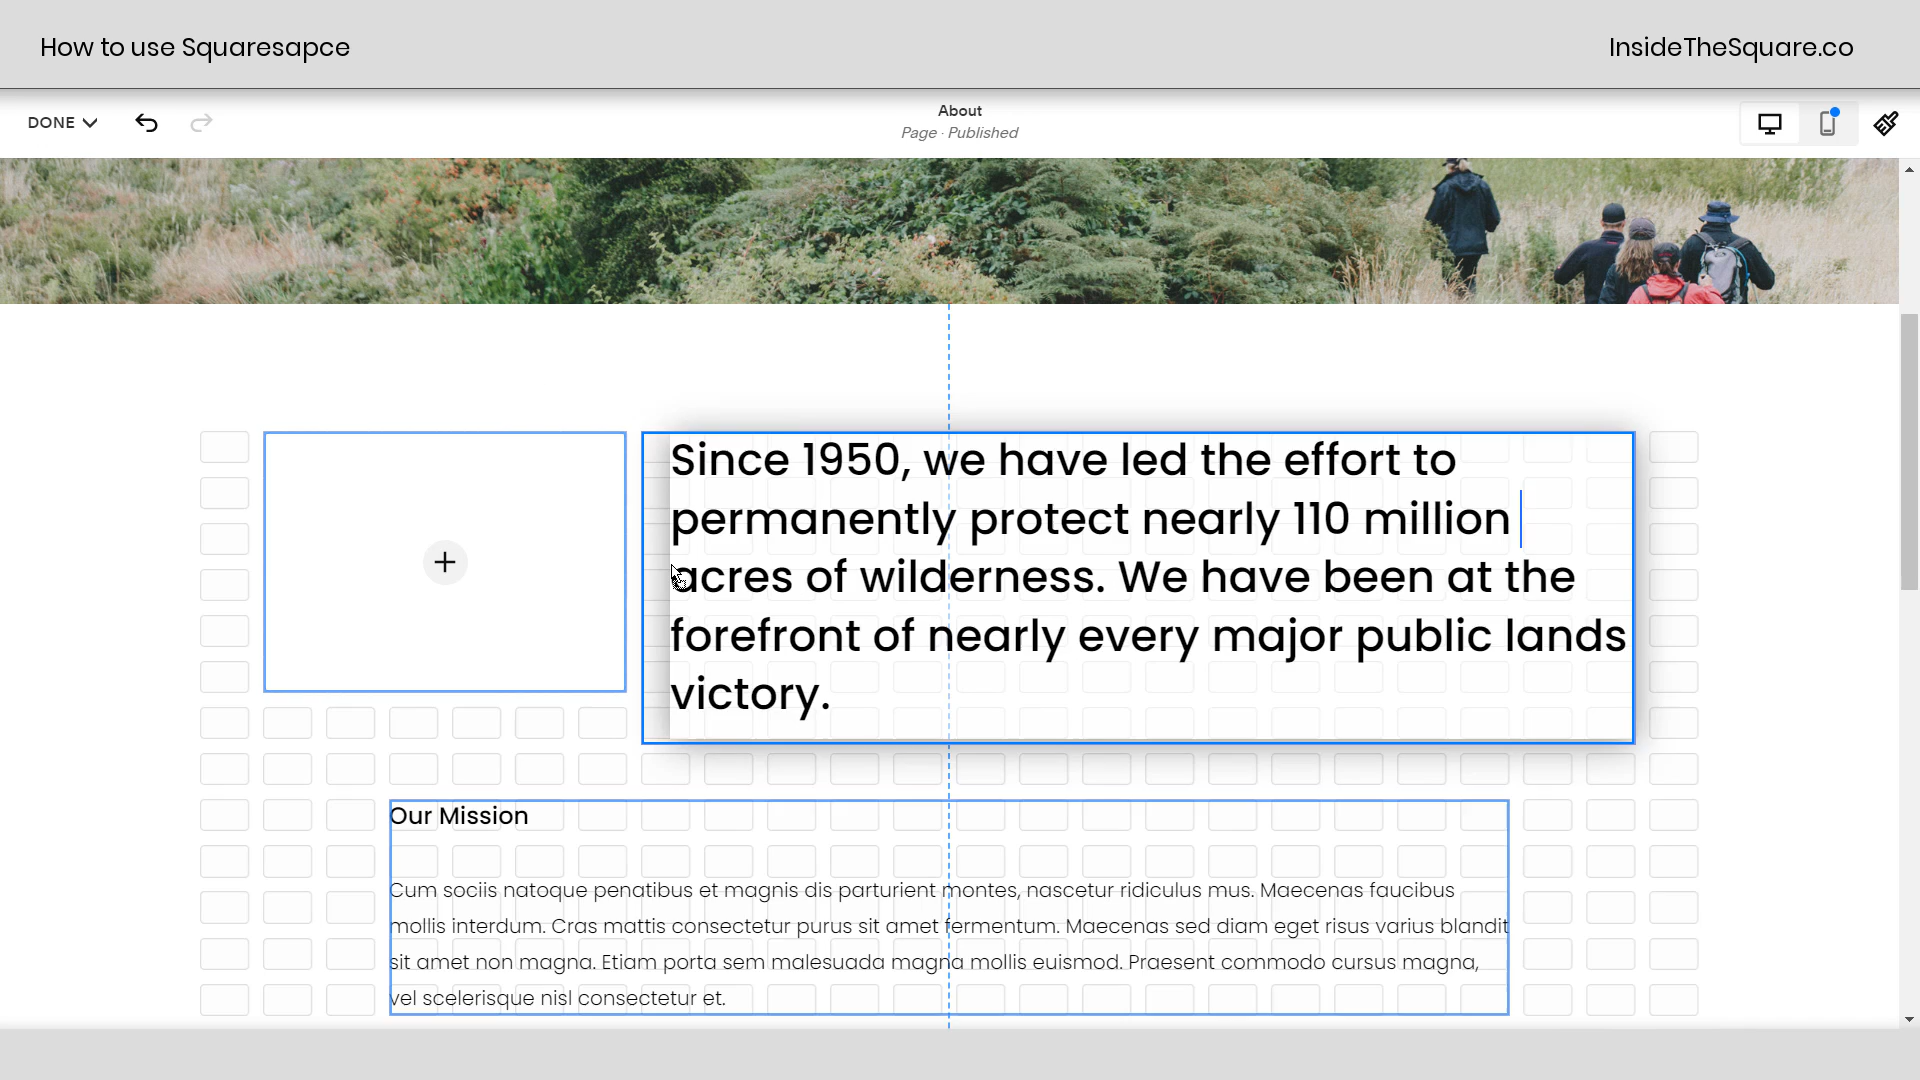 How to use Squaresapce
InsideTheSquare.co
DONE
About
Page · Published
Since 1950, we have led the effort to
permanently protect nearly 110 million
acres of wilderness. We have been at the
forefront of nearly every major public lands
victory.
Our Mission
Cum sociis natoque penatibus et magnis dis parturient montes, nascetur ridiculus mus. Maecenas faucibus
mollis interdum. Cras mattis consectetur purus sit amet fermentum. Maecenas sed diam eget risus varius blandit
sit amet non magna. Etiam porta sem malesuada magna mollis euismod. Praesent commodo cursus magna,
vel scelerisque nisl consectetur et.